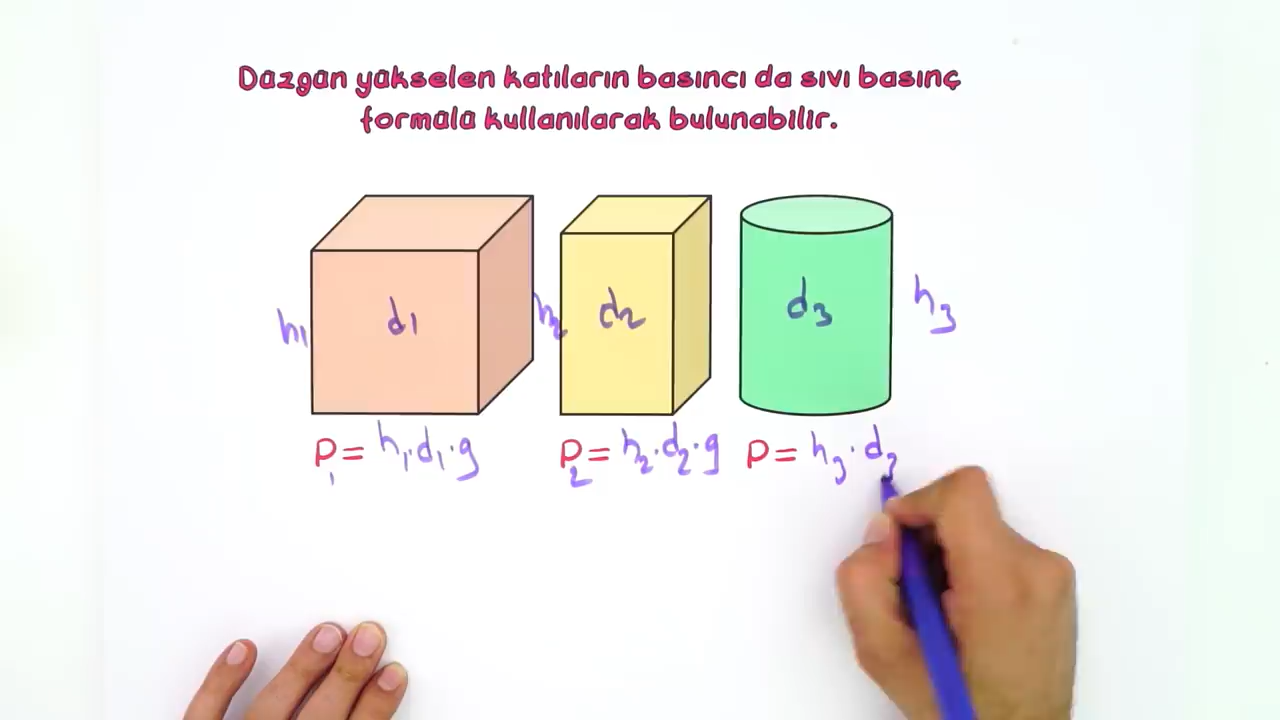 Düzgün yükselen katıların basıncı da sıvı basınç
formülü kullanılarak bulunabilir.
h1 d1 h2 d2 d3 h3
P1 = h1.d1.g P2 = h2.d2.g P = h3.d3